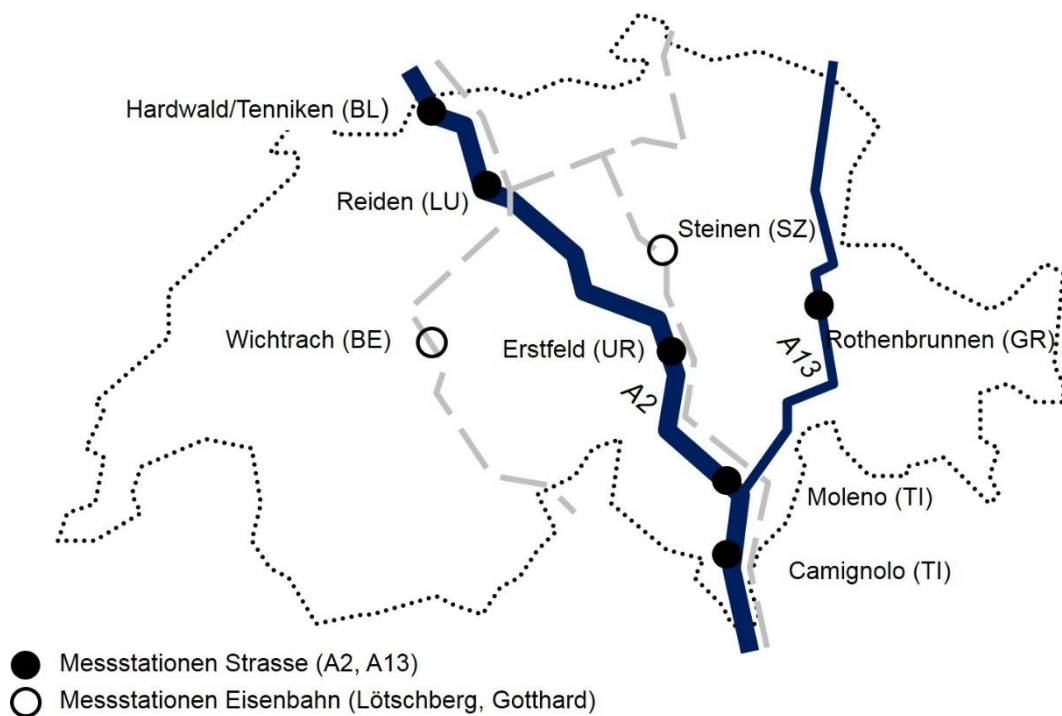 Hardwald/Tenniken (BL)
Reiden (LU)
Steinen (SZ)
Wichtrach (BE)
Erstfeld (UR)
Rothenbrunnen (GR)
A13
A2
Moleno (TI)
Camignolo (TI)
Messstationen Strasse (A2, A13)
Messstationen Eisenbahn (Lötschberg, Gotthard)